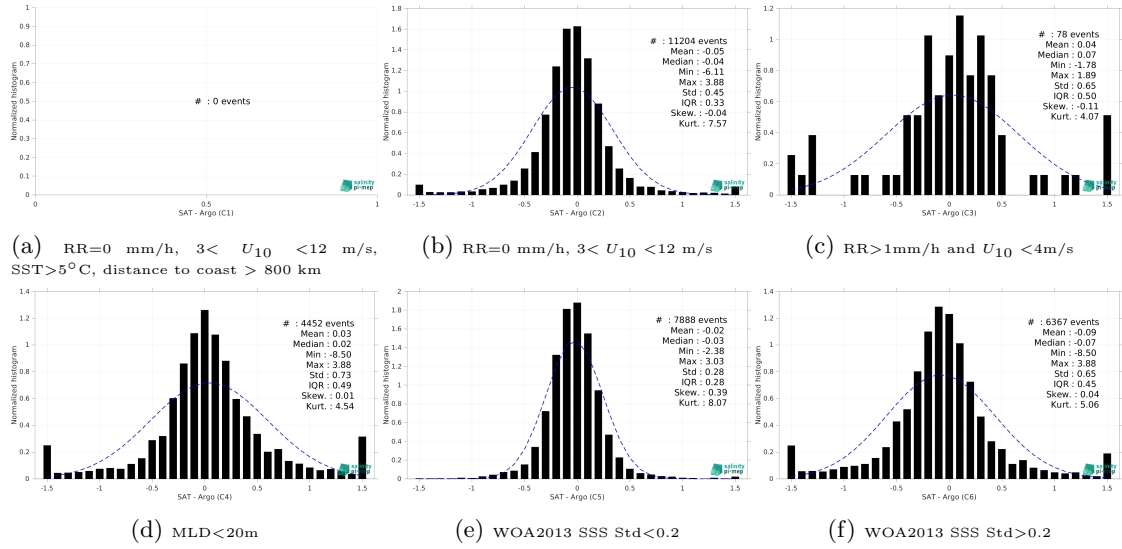 1
0.9
0.8
0.7
0.6
0.5
0.4
0.3
0.2
0.1
0
Normalized histogram
# : 0 events
salinity
pi-mep
0 0.5 1
SAT - Argo (C1)
(a) RR=0 mm/h, 3< U10 <12 m/s,
SST>5°C, distance to coast > 800 km
1.8
1.6
1.4
1.2
1
0.8
0.6
0.4
0.2
0
Normalized histogram
# : 11204 events
Mean : -0.05
Median : -0.04
Min : -6.11
Max : 3.88
Std : 0.45
IQR : 0.33
Skew. : -0.04
Kurt. : 7.57
salinity
pi-mep
-1.5 -1 -0.5 0 0.5 1 1.5
SAT - Argo (C2)
(b) RR=0 mm/h, 3< U10 <12 m/s
1.2
1
0.8
0.6
0.4
0.2
0
Normalized histogram
# : 78 events
Mean : 0.04
Median : 0.07
Min : -1.78
Max : 1.89
Std : 0.65
IQR : 0.50
Skew. : -0.11
Kurt. : 4.07
salinity
pi-mep
-1.5 -1 -0.5 0 0.5 1 1.5
SAT - Argo (C3)
(c) RR>1mm/h and U10 <4m/s
1.4
1.2
1
0.8
0.6
0.4
0.2
0
Normalized histogram
# : 4452 events
Mean : 0.03
Median : 0.02
Min : -8.50
Max : 3.88
Std : 0.73
IQR : 0.49
Skew. : 0.01
Kurt. : 4.54
salinity
pi-mep
-1.5 -1 -0.5 0 0.5 1 1.5
SAT - Argo (C4)
(d) MLD<20m
2
1.8
1.6
1.4
1.2
1
0.8
0.6
0.4
0.2
0
Normalized histogram
# : 7888 events
Mean : -0.02
Median : -0.03
Min : -2.38
Max : 3.03
Std : 0.28
IQR : 0.28
Skew. : 0.39
Kurt. : 8.07
salinity
pi-mep
-1.5 -1 -0.5 0 0.5 1 1.5
SAT - Argo (C5)
(e) WOA2013 SSS Std<0.2
1.4
1.2
1
0.8
0.6
0.4
0.2
0
Normalized histogram
# : 6367 events
Mean : -0.09
Median : -0.07
Min : -8.50
Max : 3.88
Std : 0.65
IQR : 0.45
Skew. : 0.04
Kurt. : 5.06
salinity
pi-mep
-1.5 -1 -0.5 0 0.5 1 1.5
SAT - Argo (C6)
(f) WOA2013 SSS Std>0.2